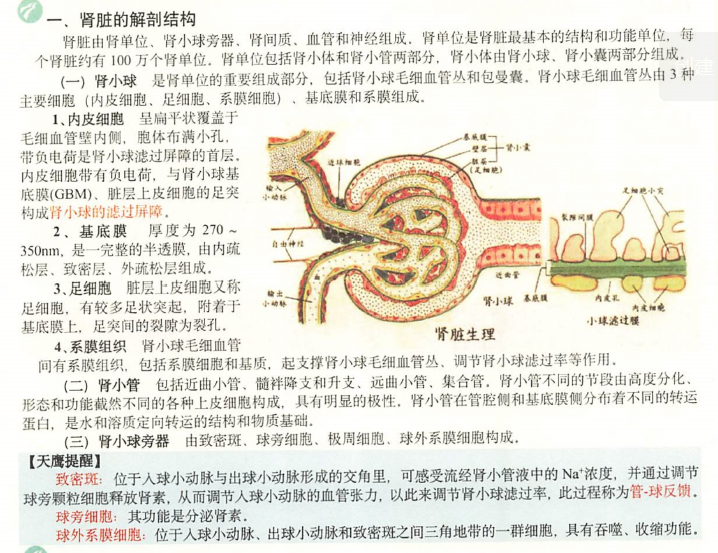 一、肾脏的解剖结构
肾脏由肾单位、肾小球旁器、肾间质、血管和神经组成。肾单位是肾脏最基本的结构和功能单位，每
个肾脏约有 100 万个肾单位。肾单位包括肾小体和肾小管两部分，肾小体由肾小球、肾小囊两部分组成。
(一) 肾小球 是肾单位的重要组成部分，包括肾小球毛细血管丛和包曼囊。肾小球毛细血管丛由 3 种
主要细胞（内皮细胞、足细胞、系膜细胞）、基底膜和系膜组成。
1、内皮细胞 呈扁平状覆盖于
毛细血管壁内侧，胞体布满小孔，
带负电荷是肾小球滤过屏障的首层。
内皮细胞带有负电荷，与肾小球基
底膜(GBM)、脏层上皮细胞的足突
构成肾小球的滤过屏障。
2、基底膜 厚度为 270 ~
350nm，是一完整的半透膜，由内疏
松层、致密层、外疏松层组成。
3、足细胞 脏层上皮细胞又称
足细胞，有较多足状突起，附着于
基底膜上，足突间的裂隙为裂孔。
4、系膜组织 肾小球毛细血管
间有系膜组织，包括系膜细胞和基质，起支撑肾小球毛细血管丛、调节肾小球滤过率等作用。
基底膜
壁层
肾小囊
脏层
(足细胞)
近球细胞
输入
小动脉
自由神经
输出
小动脉
近曲管
肾小球
基底膜
肾脏生理
足细胞小突
裂隙间膜
内皮孔
内皮细胞
小球滤过膜
(二) 肾小管 包括近曲小管、髓袢降支和升支、远曲小管、集合管。肾小管不同的节段由高度分化、
形态和功能截然不同的各种上皮细胞构成，具有明显的极性。肾小管在管腔侧和基底膜侧分布着不同的转运
蛋白，是水和溶质定向转运的结构和物质基础。
(三) 肾小球旁器 由致密斑、球旁细胞、极周细胞、球外系膜细胞构成。
【天鹰提醒】
致密斑：位于入球小动脉与出球小动脉形成的交角里，可感受流经肾小管液中的 Na⁺浓度，并通过调节
球旁颗粒细胞释放肾素，从而调节入球小动脉的血管张力，以此来调节肾小球滤过率，此过程称为管-球反馈。
球旁细胞：其功能是分泌肾素。
球外系膜细胞：位于入球小动脉、出球小动脉和致密斑之间三角地带的一群细胞，具有吞噬、收缩功能。